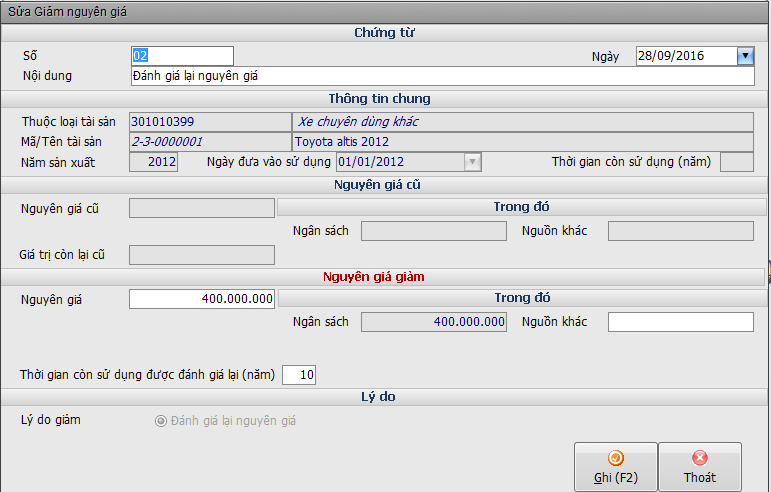 Sửa Giảm nguyên giá
Chứng từ
Số 02 Ngày 28/09/2016
Nội dung Đánh giá lại nguyên giá
Thông tin chung
Thuộc loại tài sản 301010399 Xe chuyên dùng khác
Mã/Tên tài sản 2-3-0000001 Toyota altis 2012
Năm sản xuất 2012 Ngày đưa vào sử dụng 01/01/2012 Thời gian còn sử dụng (năm)
Nguyên giá cũ
Nguyên giá cũ Trong đó
Ngân sách Nguồn khác
Giá trị còn lại cũ
Nguyên giá giảm
Nguyên giá 400.000.000 Trong đó
Ngân sách 400.000.000 Nguồn khác
Thời gian còn sử dụng được đánh giá lại (năm) 10
Lý do
Lý do giảm Đánh giá lại nguyên giá
Ghi (F2) Thoát